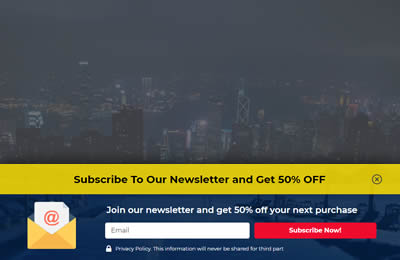 Subscribe To Our Newsletter and Get 50% OFF
@
Join our newsletter and get 50% off your next purchase
Email
Subscribe Now!
Privacy Policy. This information will never be shared for third part